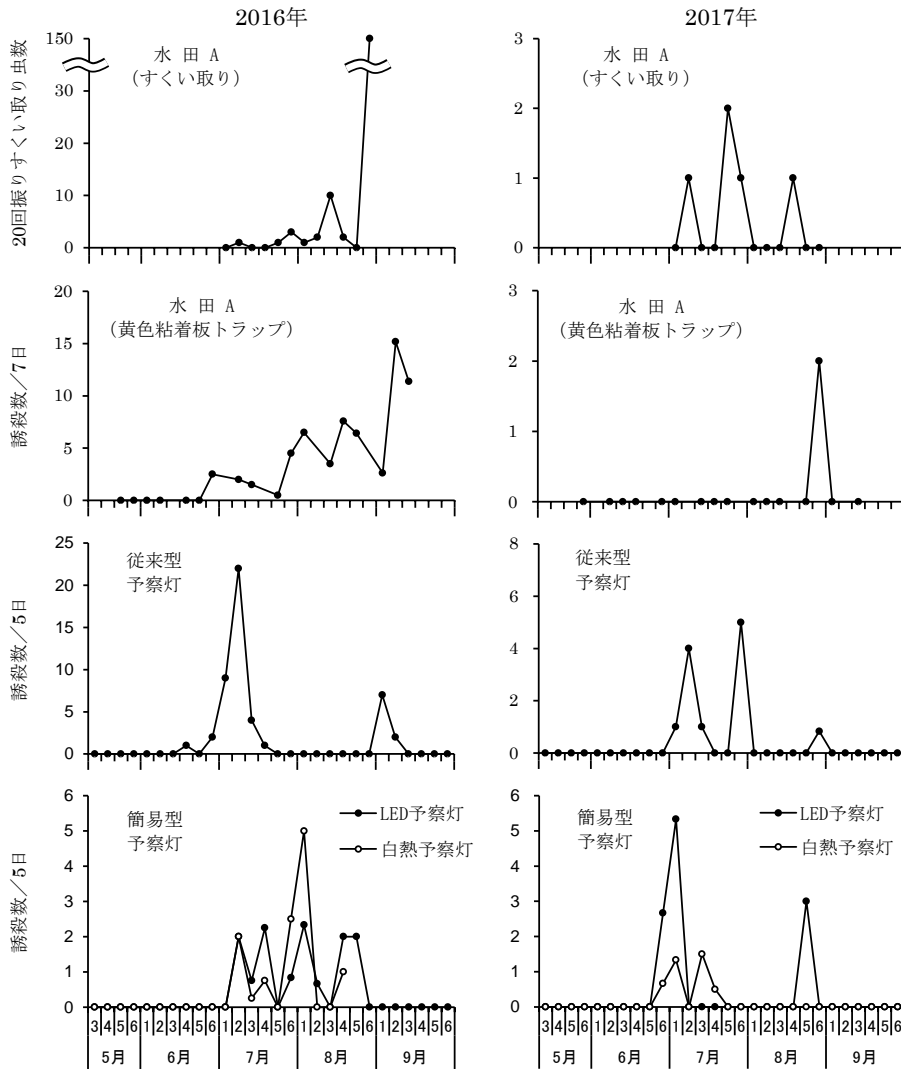 2016年
2017年
20回振りすくい取り虫数
150
30
20
10
0
水田 A
(すくい取り)
3
2
1
0
水田 A
(すくい取り)
誘殺数／7日
20
15
10
5
0
水田 A
(黄色粘着板トラップ)
3
2
1
0
水田 A
(黄色粘着板トラップ)
誘殺数／5日
25
20
15
10
5
0
従来型
予察灯
8
6
4
2
0
従来型
予察灯
誘殺数／5日
6
5
4
3
2
1
0
簡易型
予察灯
LED予察灯
白熱予察灯
3 4 5 6 1 2 3 4 5 6 1 2 3 4 5 6 1 2 3 4 5 6 1 2 3 4 5 6
5月 6月 7月 8月 9月
6
5
4
3
2
1
0
簡易型
予察灯
LED予察灯
白熱予察灯
3 4 5 6 1 2 3 4 5 6 1 2 3 4 5 6 1 2 3 4 5 6 1 2 3 4 5 6
5月 6月 7月 8月 9月